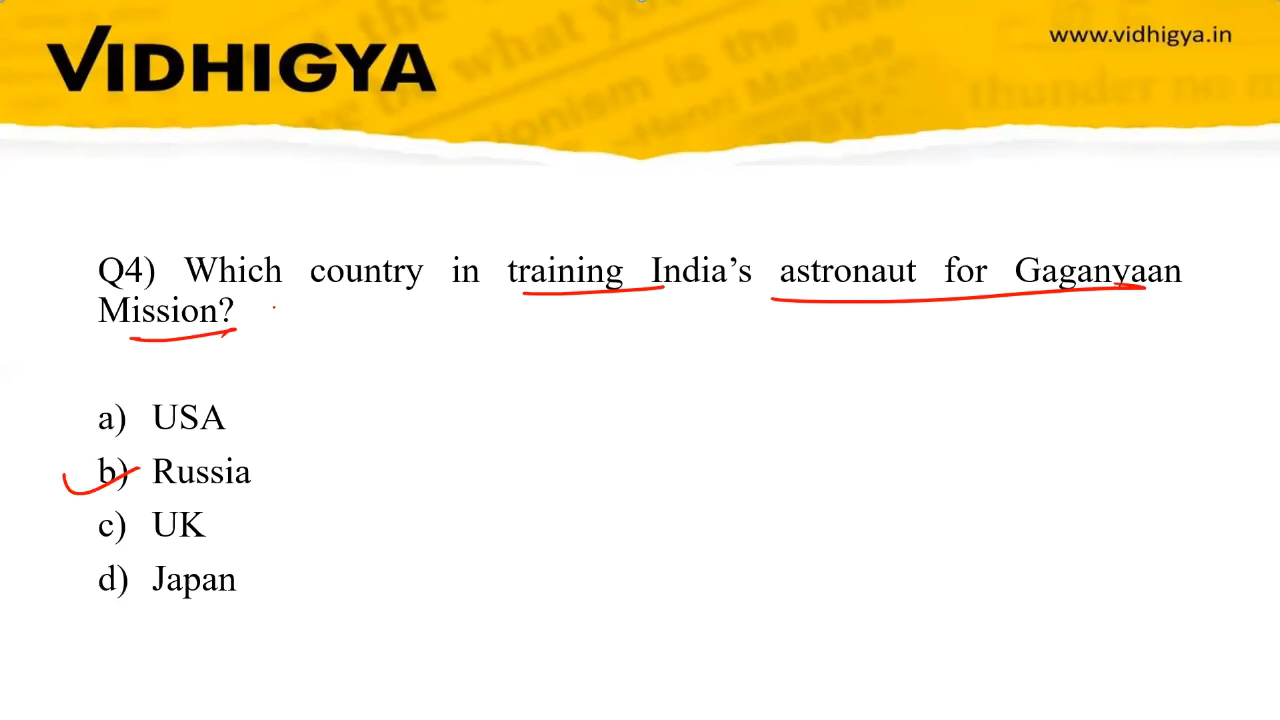 VIDHIGYA
www.vidhigya.in
Q4) Which country in training India's astronaut for Gaganyaan
Mission?
a) USA
b) Russia
c) UK
d) Japan